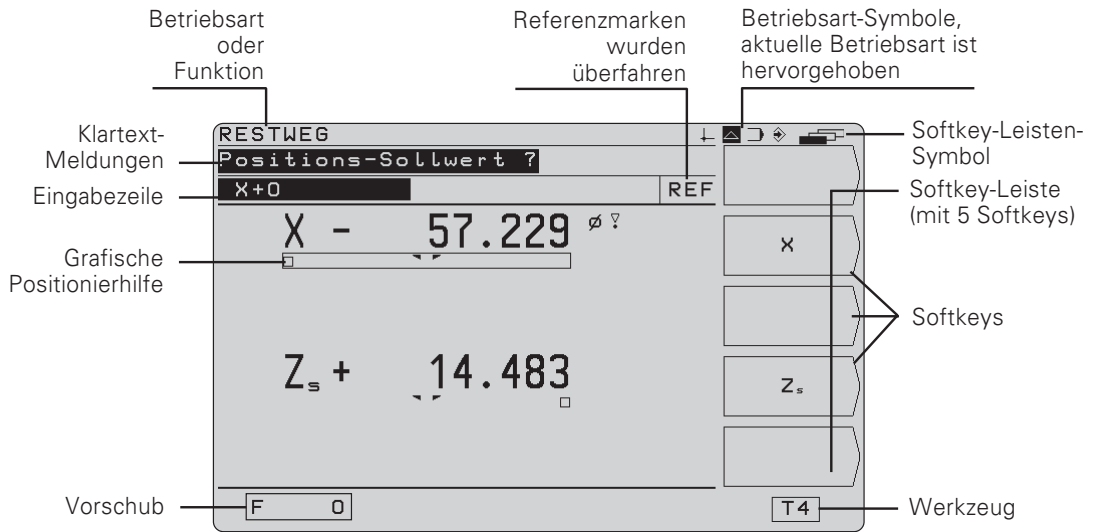 Betriebsart
oder
Funktion
Referenzmarken
wurden
überfahren
Betriebsart-Symbole,
aktuelle Betriebsart ist
hervorgehoben
Klartext-
Meldungen
Eingabezeile
Grafische
Positionierhilfe
Vorschub
RESTWEG
Positions-Sollwert ?
X+0
REF
X - 57.229 ø
Zs + 14.483
F 0
T4
X
Zs
Softkey-Leisten-
Symbol
Softkey-Leiste
(mit 5 Softkeys)
Softkeys
Werkzeug